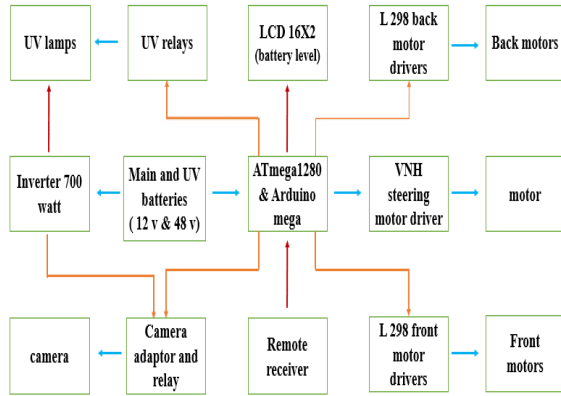 UV lamps
UV relays
LCD 16X2
(battery level)
L 298 back
motor
drivers
Back motors
Inverter 700
watt
Main and UV
batteries
( 12 v & 48 v)
ATmega1280
& Arduino
mega
VNH
steering
motor driver
motor
camera
Camera
adaptor and
relay
Remote
receiver
L 298 front
motor
drivers
Front
motors